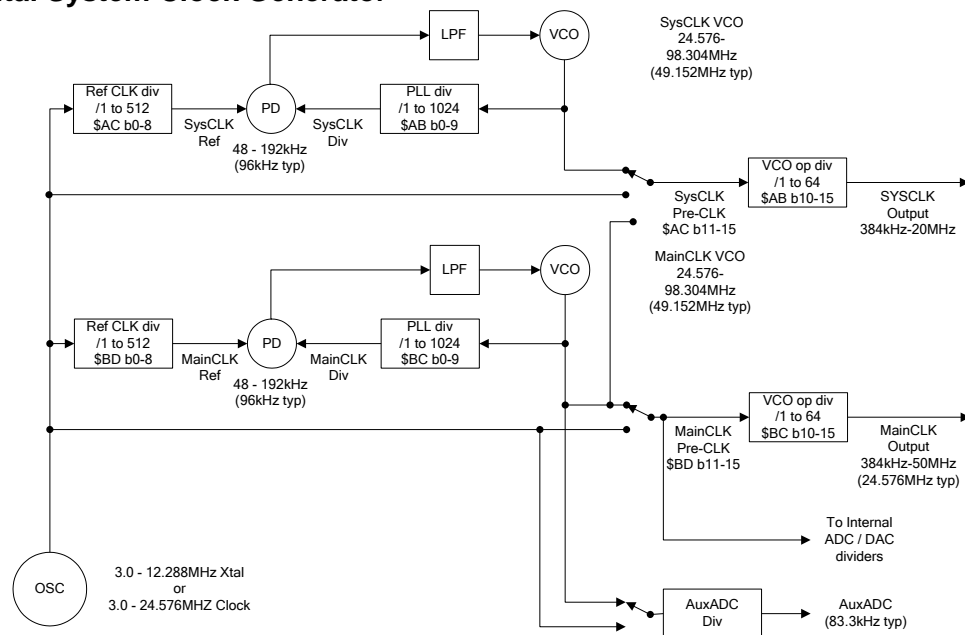 tal System Clock Generator
LPF
VCO
SysCLK VCO
24.576-
98.304MHz
(49.152MHz typ)
Ref CLK div
/1 to 512
$AC b0-8
SysCLK
Ref
PD
48 - 192kHz
(96kHz typ)
SysCLK
Div
PLL div
/1 to 1024
$AB b0-9
SysCLK
Pre-CLK
$AC b11-15
VCO op div
/1 to 64
$AB b10-15
SYSCLK
Output
384kHz-20MHz
LPF
VCO
MainCLK VCO
24.576-
98.304MHz
(49.152MHz typ)
Ref CLK div
/1 to 512
$BD b0-8
MainCLK
Ref
PD
48 - 192kHz
(96kHz typ)
MainCLK
Div
PLL div
/1 to 1024
$BC b0-9
MainCLK
Pre-CLK
$BD b11-15
VCO op div
/1 to 64
$BC b10-15
MainCLK
Output
384kHz-50MHz
(24.576MHz typ)
To Internal
ADC / DAC
dividers
OSC
3.0 - 12.288MHz Xtal
or
3.0 - 24.576MHZ Clock
AuxADC
Div
AuxADC
(83.3kHz typ)